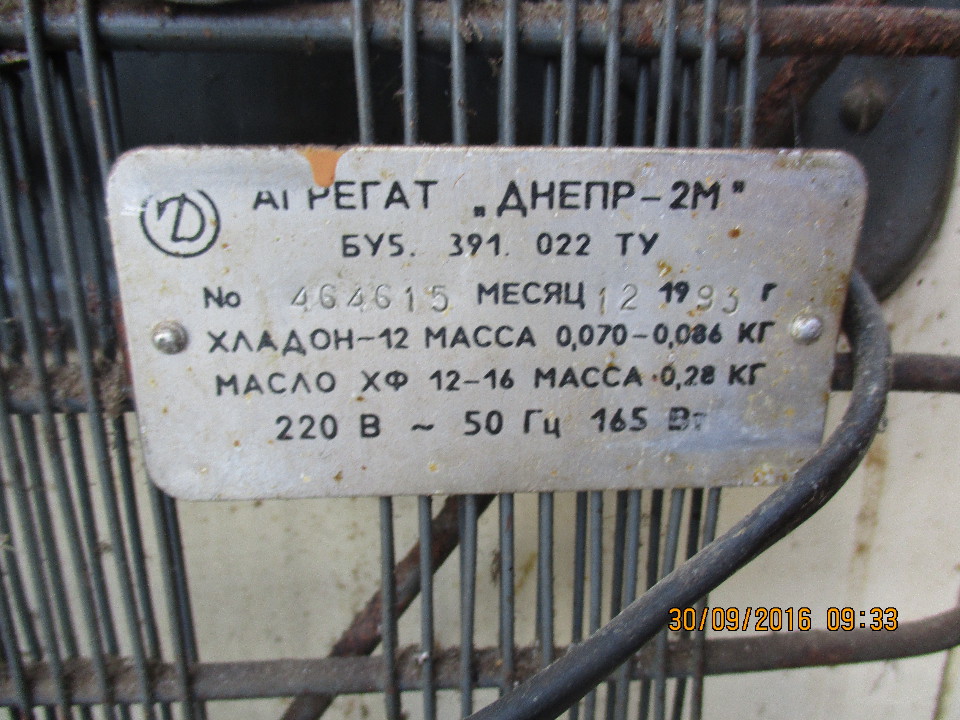 АГРЕГАТ „ДНЕПР-2М"
БУ5. 391. 022 ТУ
No 464615 МЕСЯЦ 12 1993 г
ХЛАДОН-12 МАССА 0,070-0,086 КГ
МАСЛО ХФ 12-16 МАССА 0,28 КГ
220 В ~ 50 Гц 165 Вт
30/09/2016 09:33